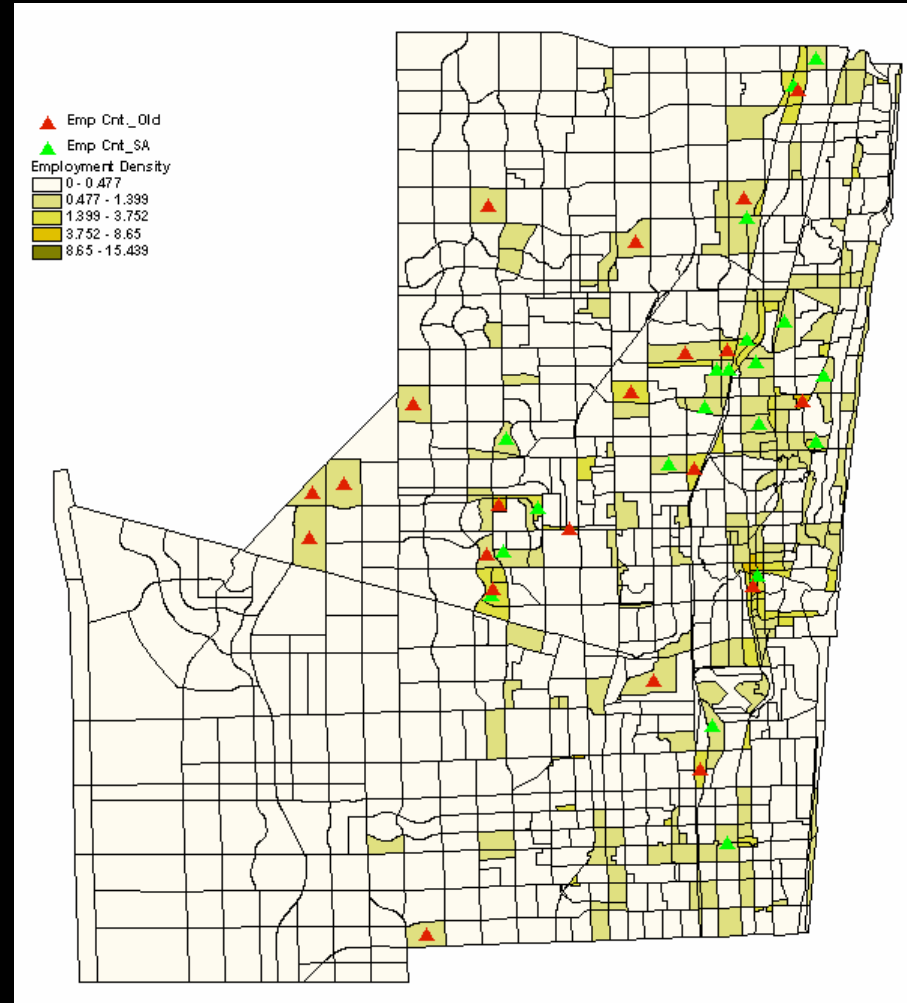 Emp Cnt._Old
Emp Cnt_SA
Employment Density
0 - 0.477
0.477 - 1.399
1.399 - 3.752
3.752 - 8.65
8.65 - 15.439